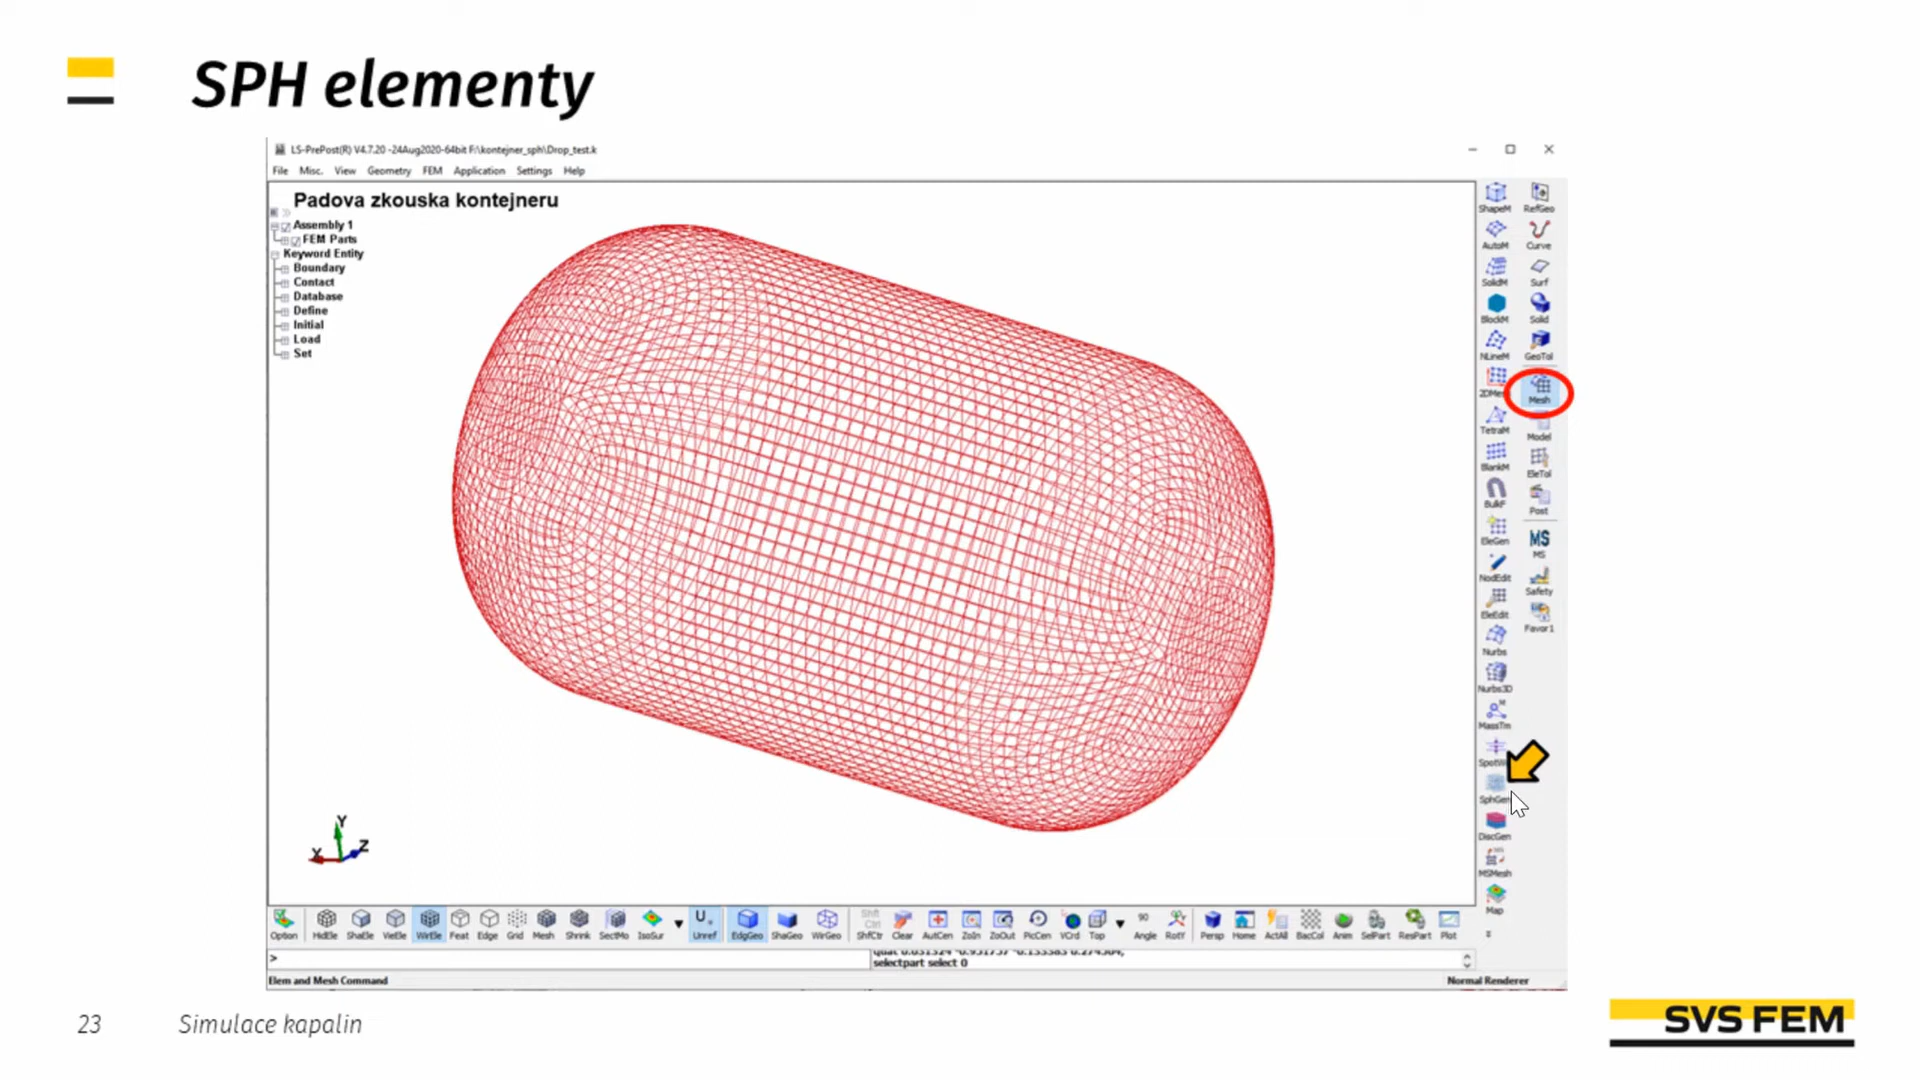 SPH elementy
LS-PrePost(R) V4.7.20 -24Aug2020-64bit F:\kontejner_sph\Drop_test.k
File Misc. View Geometry FEM Application Settings Help
Padova zkouska kontejneru
Assembly 1
FEM Parts
Keyword Entity
Boundary
Contact
Database
Define
Initial
Load
Set
ShapeM RefGeo
AutoM Curve
SolidM Surf
BlockM Solid
NLineM GeoTol
Mesh
TetraM Model
BlankM EleTol
BulkF Post
EleGen MS
MS
NodEdit Safety
EleEdit Favor1
Nurbs
Nurbs3D
MassTm
SphGen
DiscGen
MSMesh
Map
Y
X Z
Option HidEle ShaEle VieEle WirEle Feat Edge Grid Mesh Shrink SectMo IsoSur Unref EdgGeo ShaGeo WirGeo ShfCtr Clear AutCen ZoIn ZoOut PicCen VCrd Top Angle RotY Persp Home ActAll BacCol Anim SelPart ResPart Plot
>
selectpart select 0
Elem and Mesh Command Normal Renderer
23 Simulace kapalin
SVS FEM